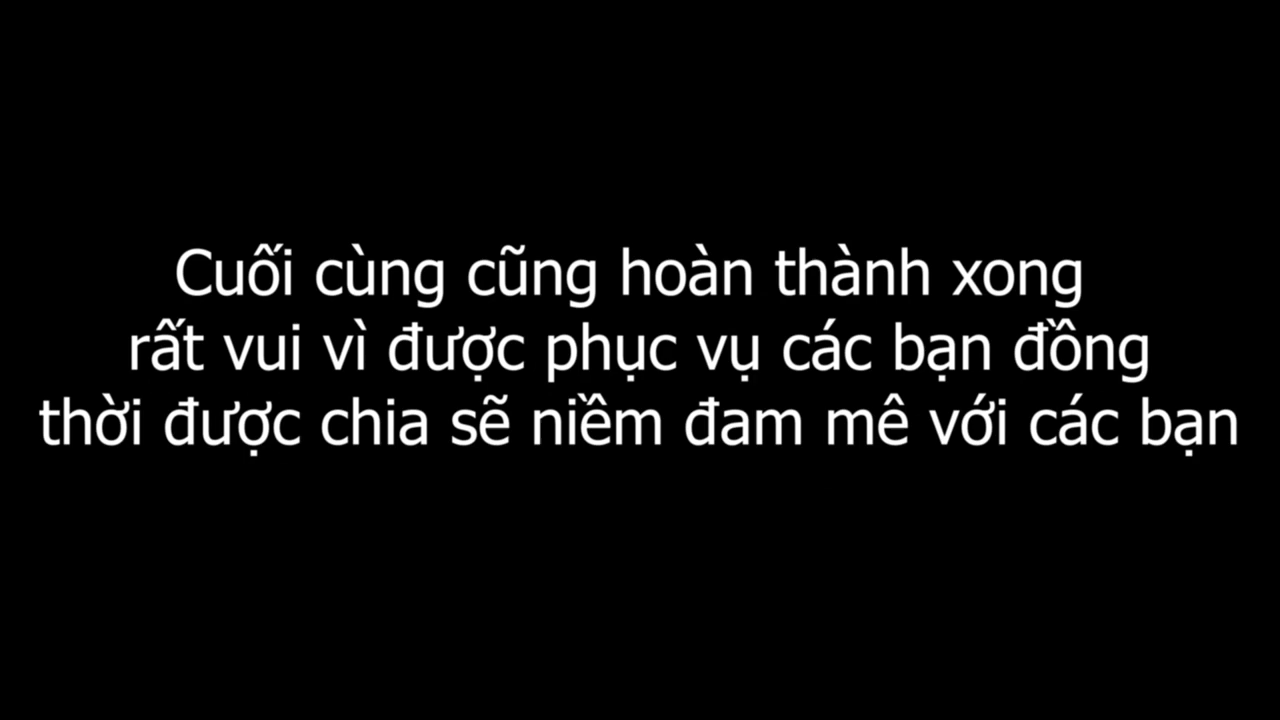 Cuối cùng cũng hoàn thành xong
rất vui vì được phục vụ các bạn đồng
thời được chia sẽ niềm đam mê với các bạn